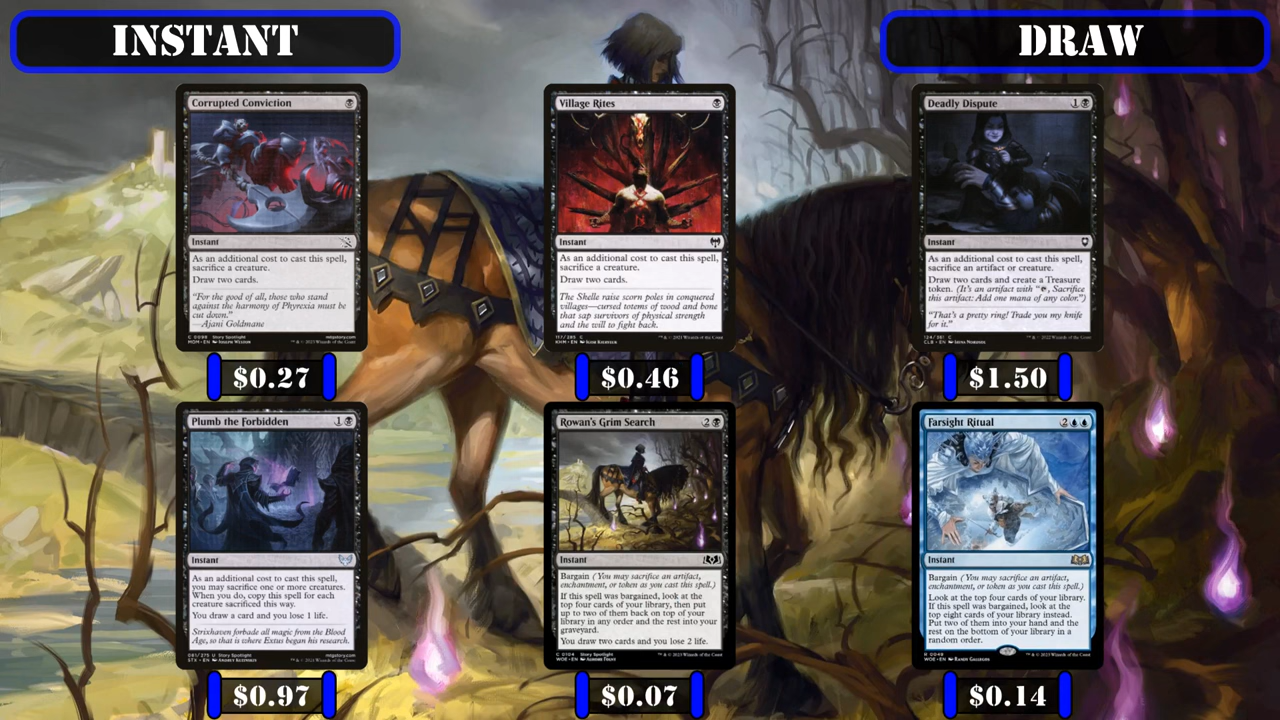 INSTANT
DRAW
Corrupted Conviction
Instant
As an additional cost to cast this spell,
sacrifice a creature.
Draw two cards.
"For the good of all, those who stand
against the harmony of Phyrexia must be
cut down."
—Ajani Goldmane
$0.27
Village Rites
Instant
As an additional cost to cast this spell,
sacrifice a creature.
Draw two cards.
The Shelle raise scorn poles in conquered
villages—cursed totems of wood and bone
that sap survivors of physical strength
and the will to fight back.
$0.46
Deadly Dispute
1
Instant
As an additional cost to cast this spell,
sacrifice an artifact or creature.
Draw two cards and create a Treasure
token. (It's an artifact with "
, Sacrifice
this artifact: Add one mana of any color.")
"That's a pretty ring! Trade you my knife
for it."
$1.50
Plumb the Forbidden
1
Instant
As an additional cost to cast this spell,
you may sacrifice one or more creatures.
When you do, copy this spell for each
creature sacrificed this way.
You draw a card and you lose 1 life.
Strixhaven forbade all magic from the Blood
Age, so that is where Extus began his research.
$0.97
Rowan's Grim Search
2
Instant
Bargain (You may sacrifice an artifact,
enchantment, or token as you cast this spell.)
If this spell was bargained, look at the
top four cards of your library, then put
up to two of them back on top of your
library in any order and the rest into your
graveyard.
You draw two cards and you lose 2 life.
$0.07
Farsight Ritual
2
Instant
Bargain (You may sacrifice an artifact,
enchantment, or token as you cast this spell.)
Look at the top four cards of your library.
If this spell was bargained, look at the
top eight cards of your library instead.
Put two of them into your hand and the
rest on the bottom of your library in a
random order.
$0.14